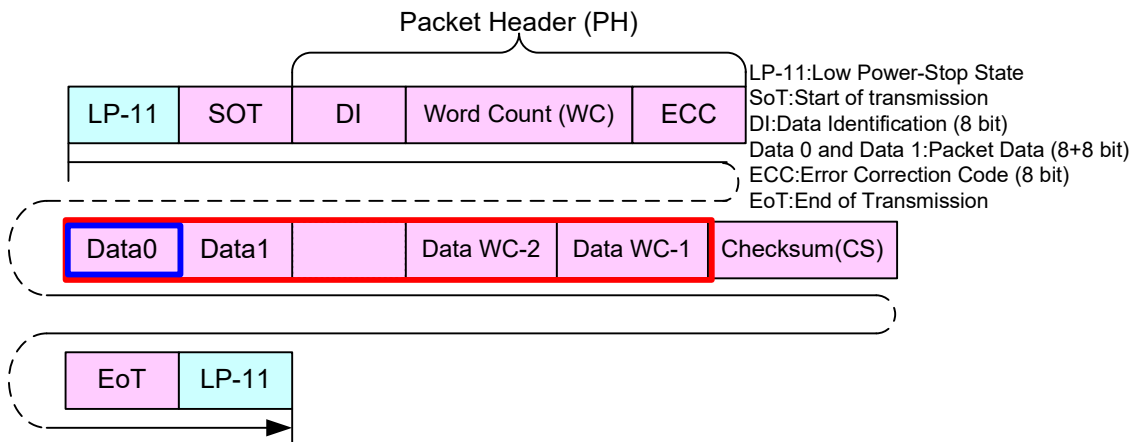 Packet Header (PH)
LP-11 SOT DI Word Count (WC) ECC
LP-11:Low Power-Stop State
SoT:Start of transmission
DI:Data Identification (8 bit)
Data 0 and Data 1:Packet Data (8+8 bit)
ECC:Error Correction Code (8 bit)
EoT:End of Transmission
Data0 Data1 Data WC-2 Data WC-1 Checksum(CS)
EoT LP-11